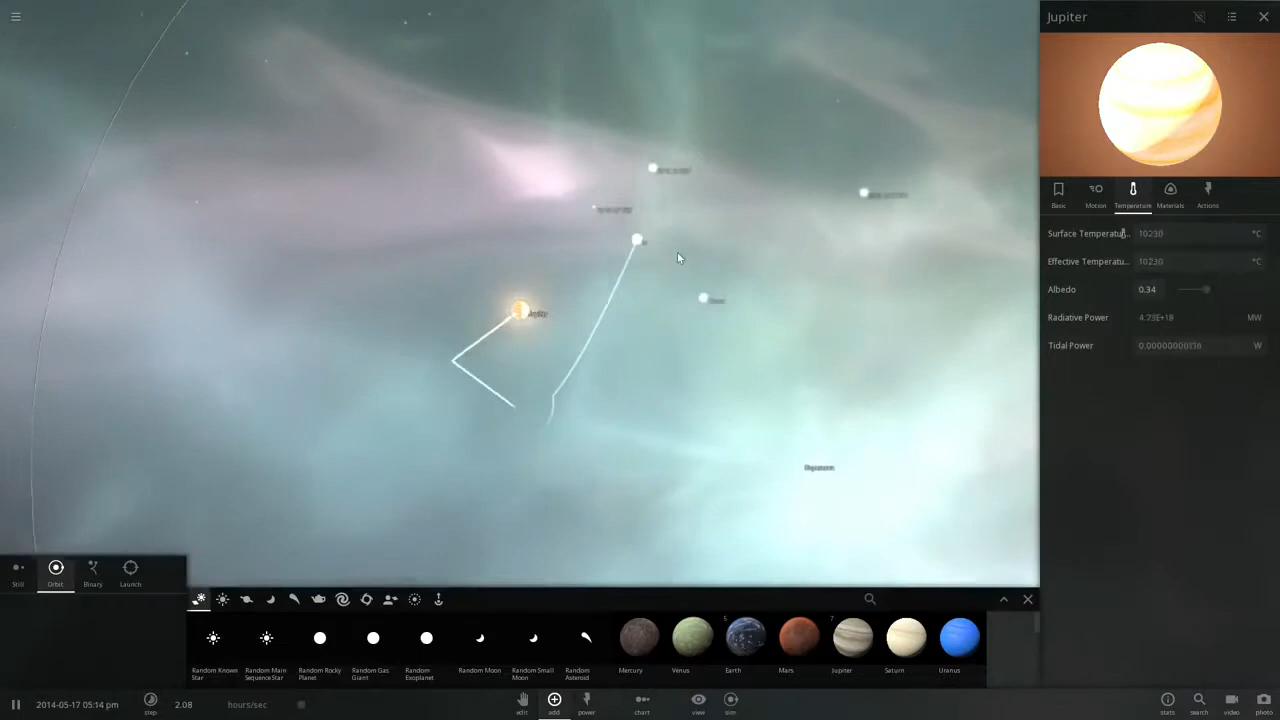 Jupiter
Basic
Motion
Temperature
Materials
Actions
Surface Temperatu...
10230
°C
Effective Temperatu...
10230
°C
Albedo
0.34
Radiative Power
4.23E+18
MW
Tidal Power
W
Still
Orbit
Binary
Launch
Random Known Star
Random Main Sequence Star
Random Rocky Planet
Random Gas Giant
Random Exoplanet
Random Moon
Random Small Moon
Random Asteroid
Mercury
Venus
5
Earth
Mars
7
Jupiter
Saturn
Uranus
2014-05-17 05:14 pm
step
2.08
hours/sec
edit
add
power
chart
view
sim
stats
search
video
photo